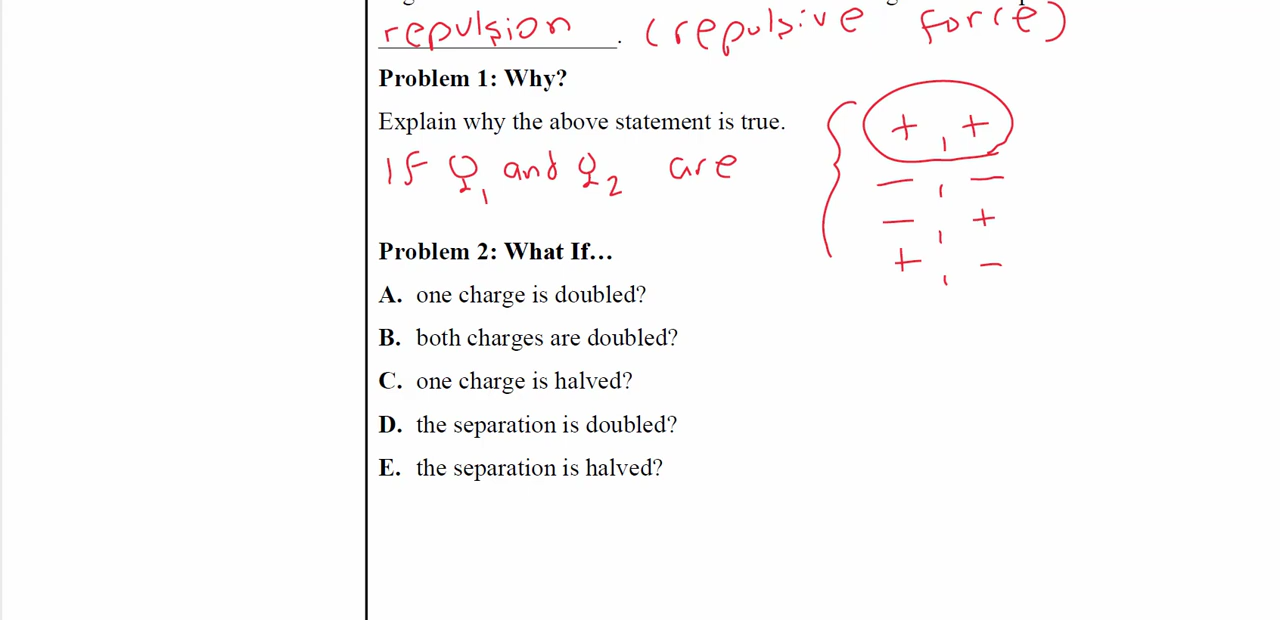 repulsion. (repulsive force)
Problem 1: Why?
Explain why the above statement is true.
If q1 and q2 are
+ , +
− , −
− , +
+ , −
Problem 2: What If…
A. one charge is doubled?
B. both charges are doubled?
C. one charge is halved?
D. the separation is doubled?
E. the separation is halved?